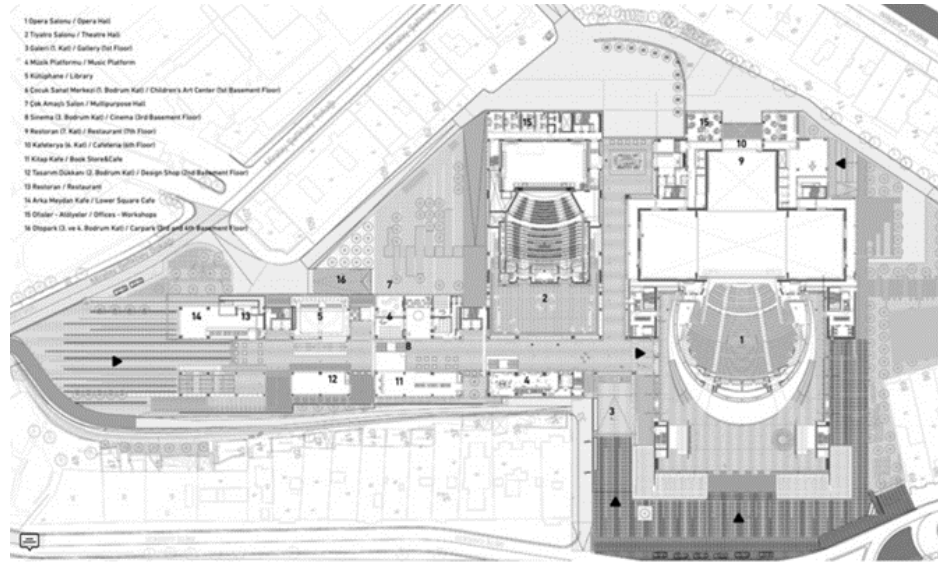 1 Opera Salonu / Opera Hall
2 Tiyatro Salonu / Theatre Hall
3 Galeri (1. Kat) / Gallery (1st Floor)
4 Müzik Platformu / Music Platform
5 Kütüphane / Library
6 Çocuk Sanat Merkezi (1. Bodrum Kat) / Children's Art Center (1st Basement Floor)
7 Çok Amaçlı Salon / Multipurpose Hall
8 Sinema (3. Bodrum Kat) / Cinema (3rd Basement Floor)
9 Restoran (7. Kat) / Restaurant (7th Floor)
10 Kafeterya (6. Kat) / Cafeteria (6th Floor)
11 Kitap Kafe / Book Store&Cafe
12 Tasarım Dükkanı (2. Bodrum Kat) / Design Shop (2nd Basement Floor)
13 Restoran / Restaurant
14 Arka Meydan Kafe / Lower Square Cafe
15 Ofisler - Atölyeler / Offices - Workshops
16 Otopark (3. ve 4. Bodrum Kat) / Carpark (3rd and 4th Basement Floor)
15
15
10
9
16
7
2
14
13
5
6
8
1
12
11
4
3